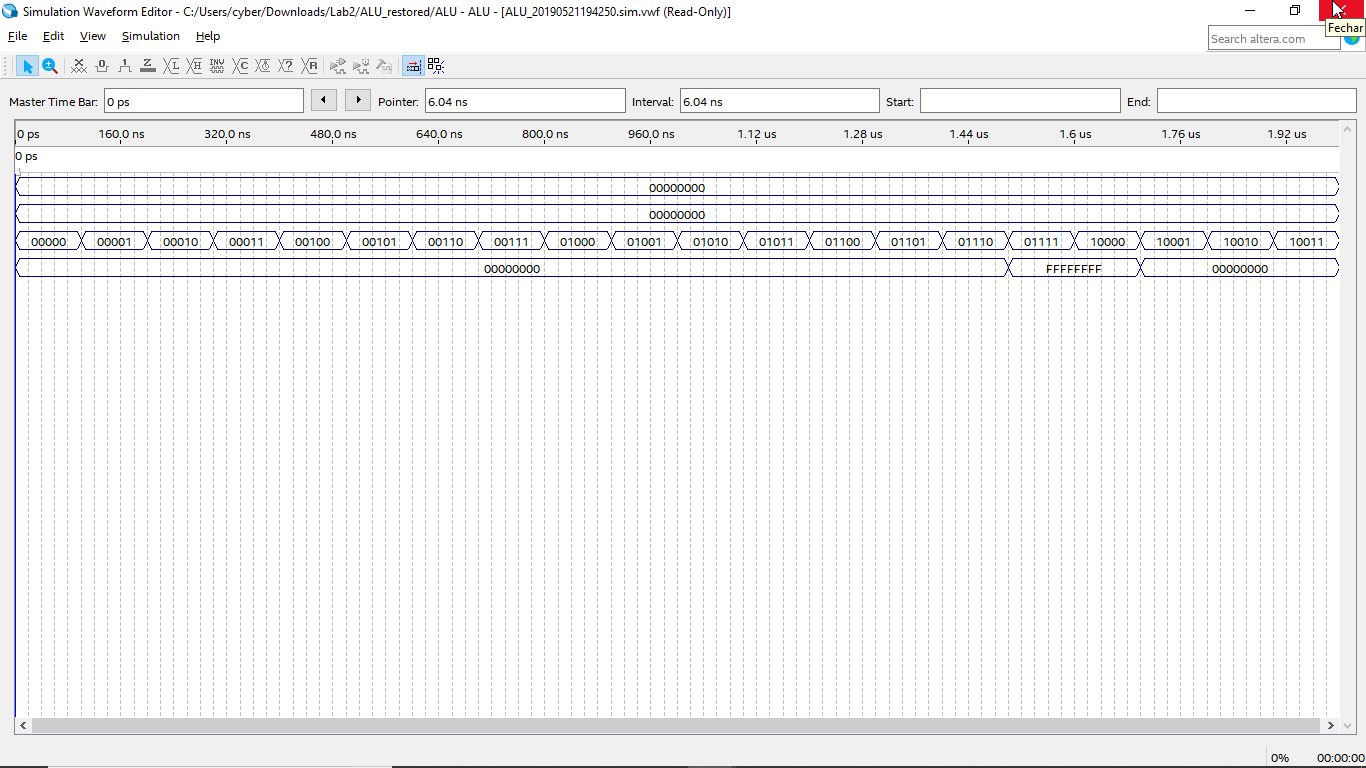 Simulation Waveform Editor - C:/Users/cyber/Downloads/Lab2/ALU_restored/ALU - ALU - [ALU_20190521194250.sim.vwf (Read-Only)]
Fechar
File Edit View Simulation Help
Search altera.com
Master Time Bar: 0 ps Pointer: 6.04 ns Interval: 6.04 ns Start: End:
0 ps 160.0 ns 320.0 ns 480.0 ns 640.0 ns 800.0 ns 960.0 ns 1.12 us 1.28 us 1.44 us 1.6 us 1.76 us 1.92 us
0 ps
00000000
00000000
00000 00001 00010 00011 00100 00101 00110 00111 01000 01001 01010 01011 01100 01101 01110 01111 10000 10001 10010 10011
00000000 FFFFFFFF 00000000
0% 00:00:00